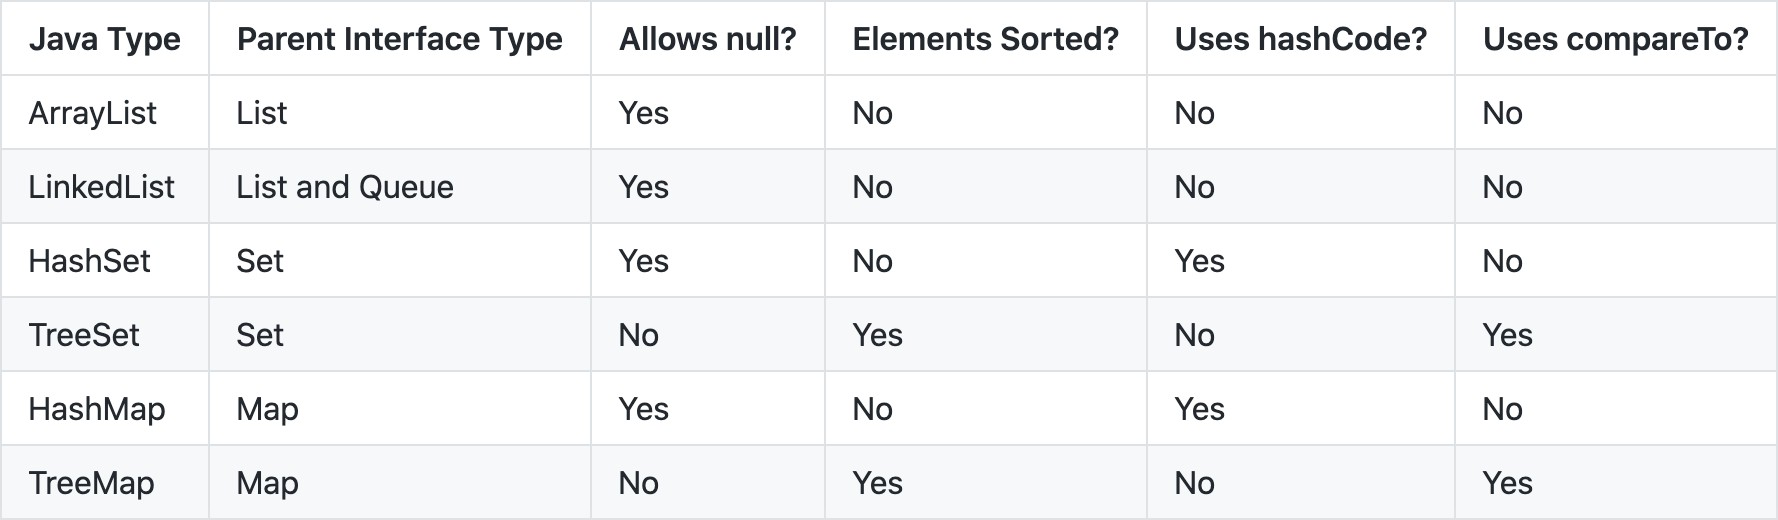 Java Type Parent Interface Type Allows null? Elements Sorted? Uses hashCode? Uses compareTo?
ArrayList List Yes No No No
LinkedList List and Queue Yes No No No
HashSet Set Yes No Yes No
TreeSet Set No Yes No Yes
HashMap Map Yes No Yes No
TreeMap Map No Yes No Yes